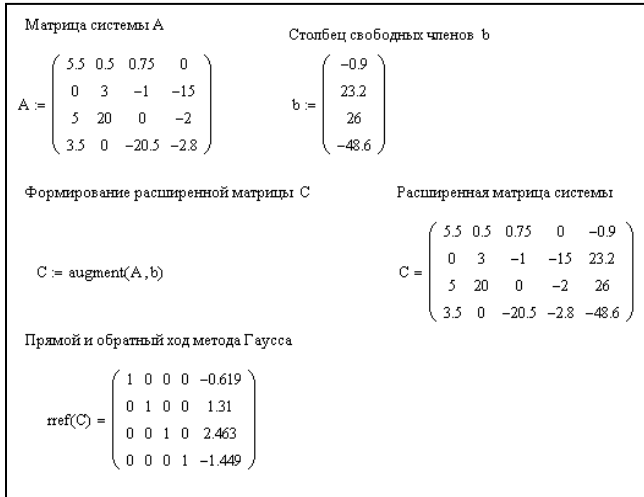 Матрица системы А
Столбец свободных членов b
A := ( 5.5 0.5 0.75 0
0 3 −1 −15
5 20 0 −2
3.5 0 −20.5 −2.8 )
b := ( −0.9
23.2
26
−48.6 )
Формирование расширенной матрицы С
Расширенная матрица системы
C := augment(A, b)
C = ( 5.5 0.5 0.75 0 −0.9
0 3 −1 −15 23.2
5 20 0 −2 26
3.5 0 −20.5 −2.8 −48.6 )
Прямой и обратный ход метода Гаусса
rref(C) = ( 1 0 0 0 −0.619
0 1 0 0 1.31
0 0 1 0 2.463
0 0 0 1 −1.449 )